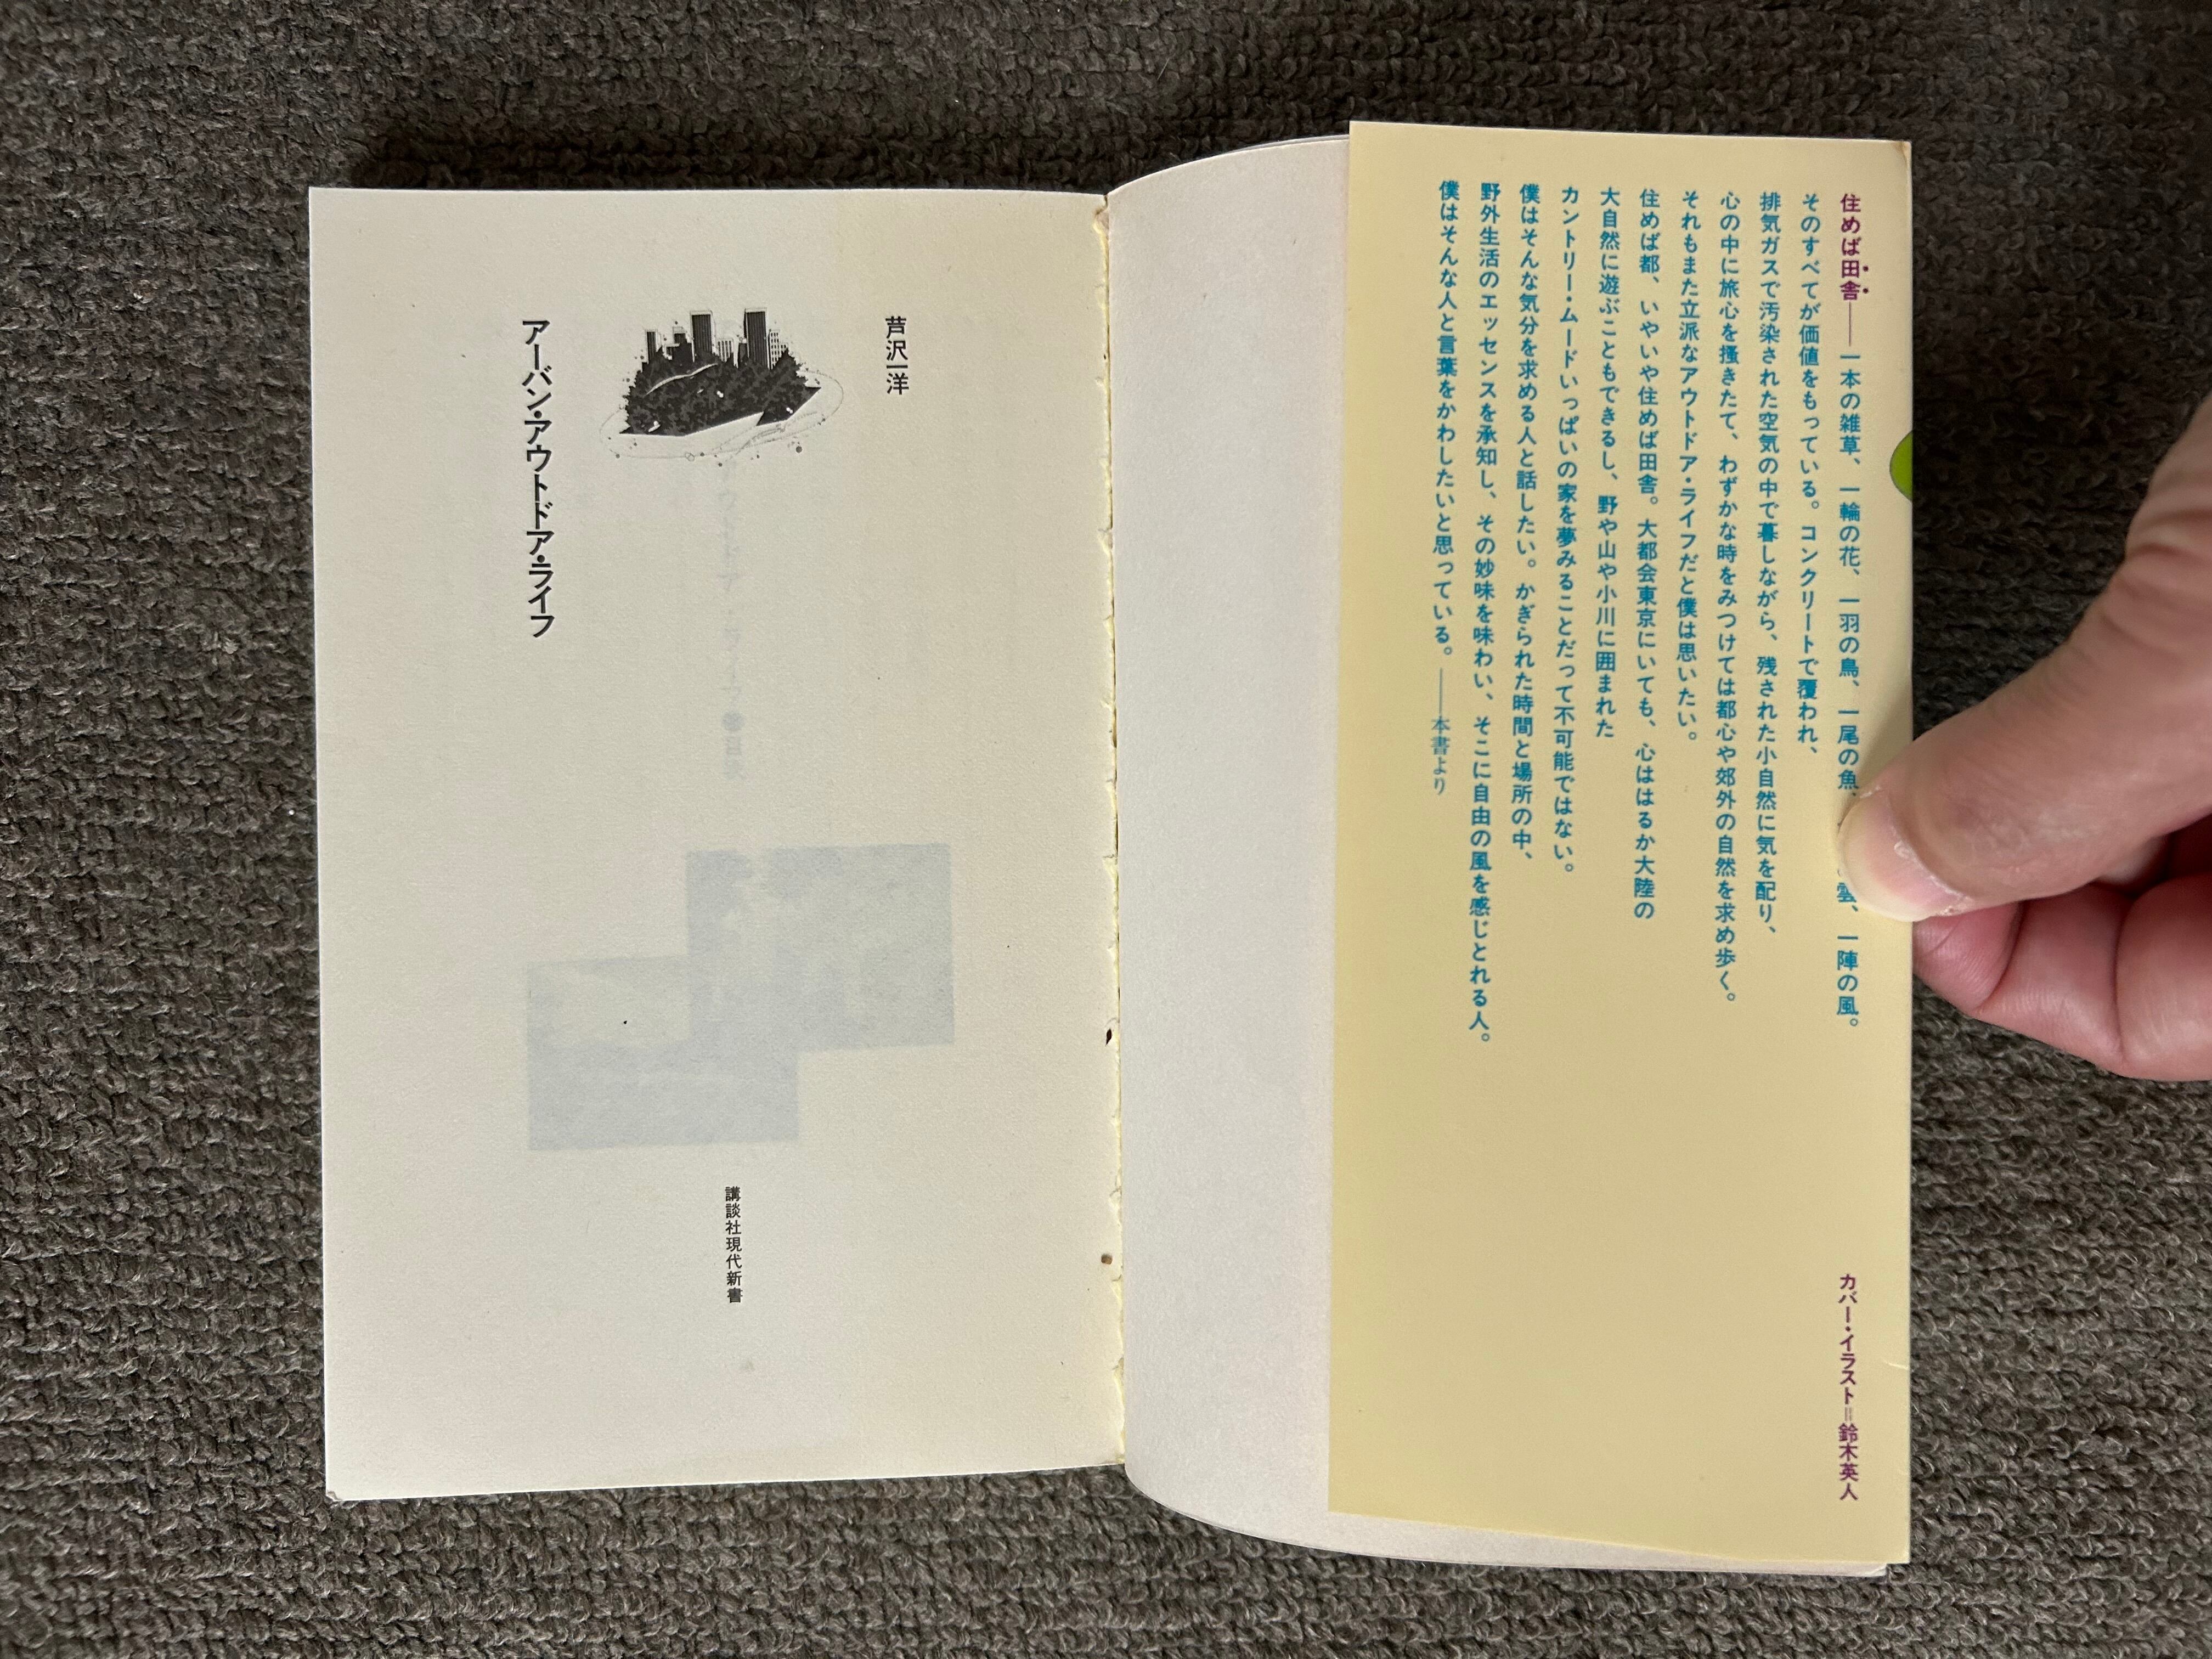 住めば田舎――一本の雑草、一輪の花、一羽の鳥、一尾の魚、雲、一陣の風。
そのすべてが価値をもっている。コンクリートで覆われ、
排気ガスで汚染された空気の中で暮しながら、残された小自然に気を配り、
心の中に旅心を掻きたて、わずかな時をみつけては都心や郊外の自然を求め歩く。
それもまた立派なアウトドア・ライフだと僕は思いたい。
住めば都、いやいや住めば田舎。大都会東京にいても、心ははるか大陸の
大自然に遊ぶこともできるし、野や山や小川に囲まれた
カントリー・ムードいっぱいの家を夢みることだって不可能ではない。
僕はそんな気分を求める人と話したい。かぎられた時間と場所の中、
野外生活のエッセンスを承知し、その妙味を味わい、そこに自由の風を感じとれる人。
僕はそんな人と言葉をかわしたいと思っている。――本書より
カバー・イラスト＝鈴木英人
芦沢一洋
アーバン・アウトドア・ライフ
講談社現代新書